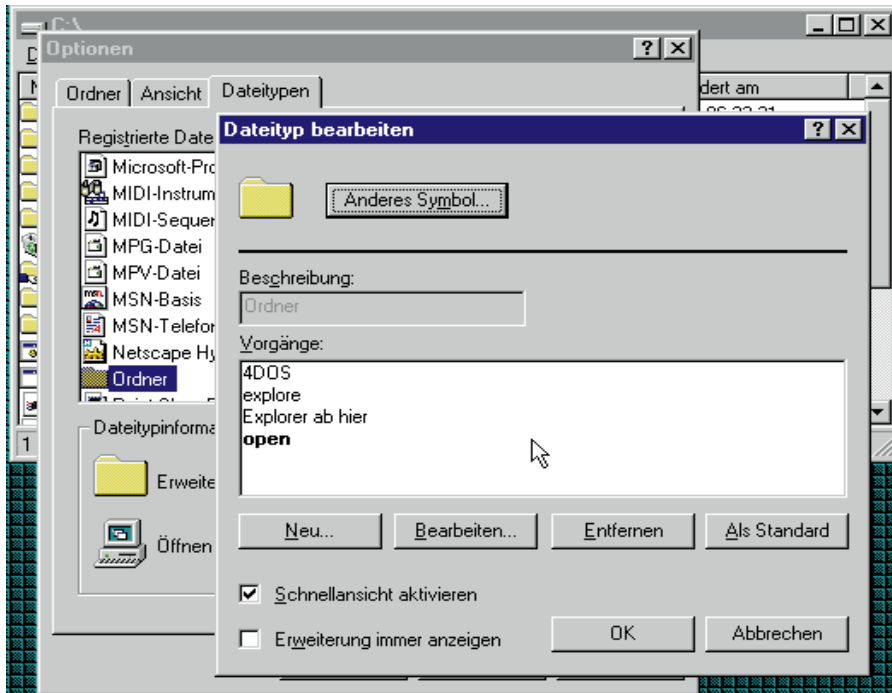 C:\
Optionen
Ordner
Ansicht
Dateitypen
dert am
Registrierte Date
Microsoft-Pro
MIDI-Instrum
MIDI-Sequer
MPG-Datei
MPV-Datei
MSN-Basis
MSN-Telefor
Netscape Hy
Ordner
Dateitypinforma
Erweite
Öffnen
1
Dateityp bearbeiten
Anderes Symbol...
Beschreibung:
Ordner
Vorgänge:
4DOS
explore
Explorer ab hier
open
Neu...
Bearbeiten...
Entfernen
Als Standard
Schnellansicht aktivieren
Erweiterung immer anzeigen
OK
Abbrechen